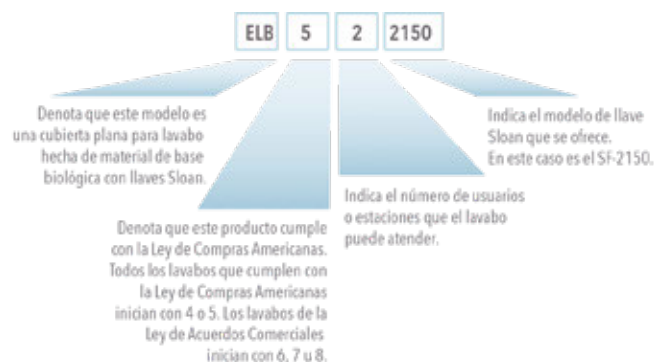 ELB 5 2 2150
Denota que este modelo es
una cubierta plana para lavabo
hecha de material de base
biológica con llaves Sloan.
Denota que este producto cumple
con la Ley de Compras Americanas.
Todos los lavabos que cumplen con
la Ley de Compras Americanas
inician con 4 o 5. Los lavabos de la
Ley de Acuerdos Comerciales
inician con 6, 7 u 8.
Indica el número de usuarios
o estaciones que el lavabo
puede atender.
Indica el modelo de llave
Sloan que se ofrece.
En este caso es el SF-2150.